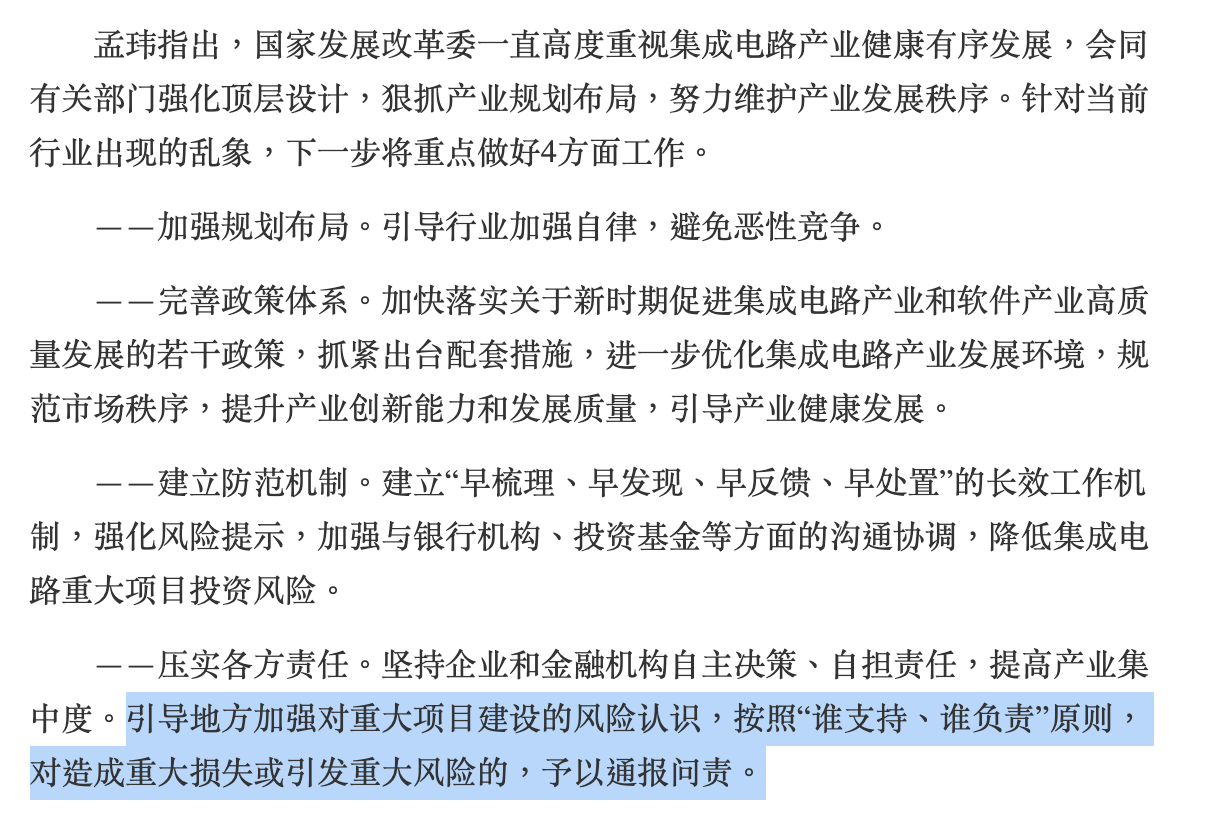 孟玮指出，国家发展改革委一直高度重视集成电路产业健康有序发展，会同
有关部门强化顶层设计，狠抓产业规划布局，努力维护产业发展秩序。针对当前
行业出现的乱象，下一步将重点做好4方面工作。
——加强规划布局。引导行业加强自律，避免恶性竞争。
——完善政策体系。加快落实关于新时期促进集成电路产业和软件产业高质
量发展的若干政策，抓紧出台配套措施，进一步优化集成电路产业发展环境，规
范市场秩序，提升产业创新能力和发展质量，引导产业健康发展。
——建立防范机制。建立“早梳理、早发现、早反馈、早处置”的长效工作机
制，强化风险提示，加强与银行机构、投资基金等方面的沟通协调，降低集成电
路重大项目投资风险。
——压实各方责任。坚持企业和金融机构自主决策、自担责任，提高产业集
中度。引导地方加强对重大项目建设的风险认识，按照“谁支持、谁负责”原则，
对造成重大损失或引发重大风险的，予以通报问责。